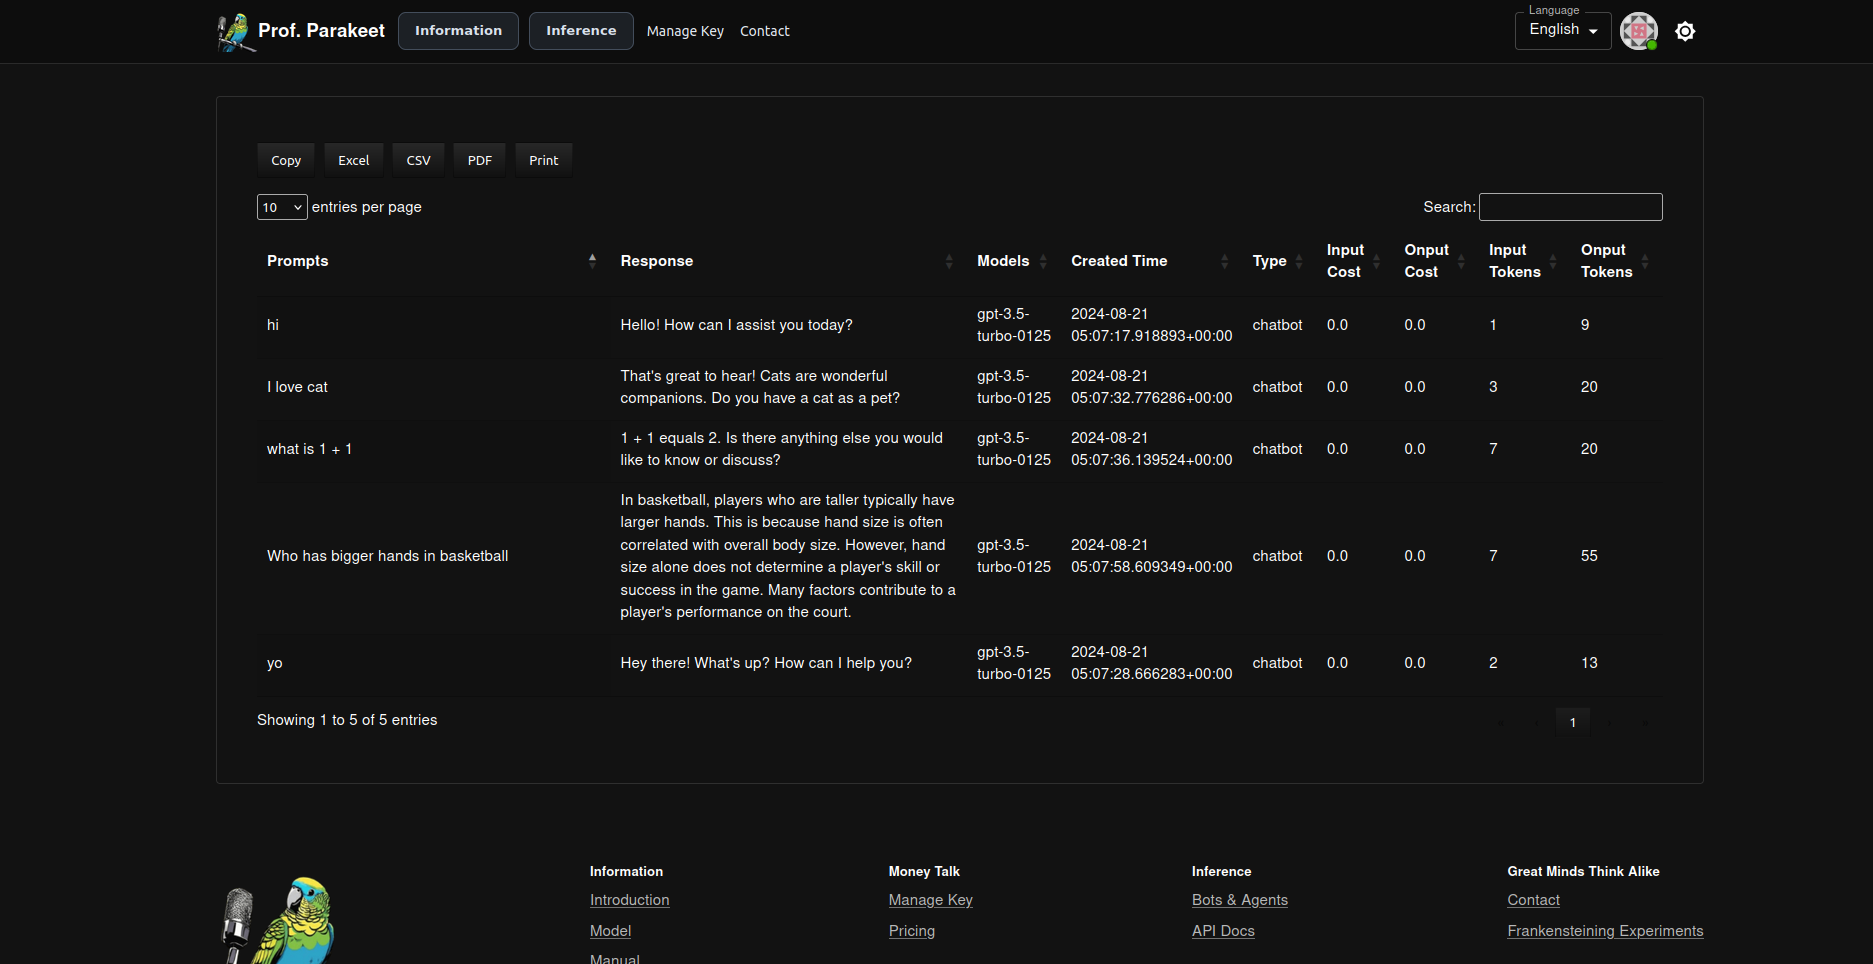 Prof. Parakeet
Information
Inference
Manage Key
Contact
Language
English
Copy
Excel
CSV
PDF
Print
10 entries per page
Search:
Prompts
Response
Models
Created Time
Type
Input
Cost
Onput
Cost
Input
Tokens
Onput
Tokens
hi
Hello! How can I assist you today?
gpt-3.5-
turbo-0125
2024-08-21
05:07:17.918893+00:00
chatbot
0.0
0.0
1
9
I love cat
That's great to hear! Cats are wonderful
companions. Do you have a cat as a pet?
gpt-3.5-
turbo-0125
2024-08-21
05:07:32.776286+00:00
chatbot
0.0
0.0
3
20
what is 1 + 1
1 + 1 equals 2. Is there anything else you would
like to know or discuss?
gpt-3.5-
turbo-0125
2024-08-21
05:07:36.139524+00:00
chatbot
0.0
0.0
7
20
Who has bigger hands in basketball
In basketball, players who are taller typically have
larger hands. This is because hand size is often
correlated with overall body size. However, hand
size alone does not determine a player's skill or
success in the game. Many factors contribute to a
player's performance on the court.
gpt-3.5-
turbo-0125
2024-08-21
05:07:58.609349+00:00
chatbot
0.0
0.0
7
55
yo
Hey there! What's up? How can I help you?
gpt-3.5-
turbo-0125
2024-08-21
05:07:28.666283+00:00
chatbot
0.0
0.0
2
13
Showing 1 to 5 of 5 entries
1
Information
Introduction
Model
Manual
Money Talk
Manage Key
Pricing
Inference
Bots & Agents
API Docs
Great Minds Think Alike
Contact
Frankensteining Experiments